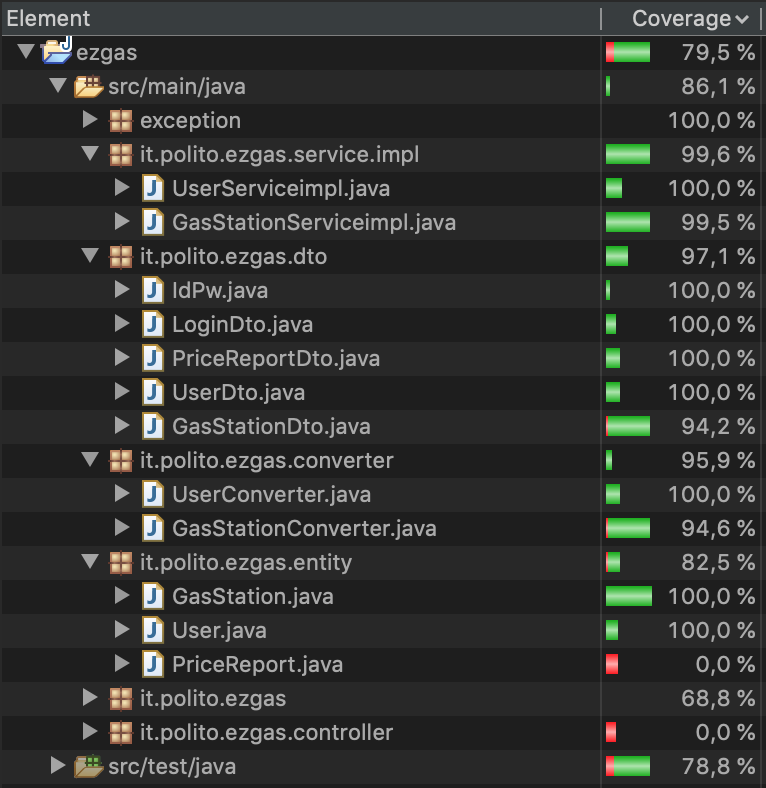 Element Coverage
ezgas 79,5 %
src/main/java 86,1 %
exception 100,0 %
it.polito.ezgas.service.impl 99,6 %
UserServiceimpl.java 100,0 %
GasStationServiceimpl.java 99,5 %
it.polito.ezgas.dto 97,1 %
IdPw.java 100,0 %
LoginDto.java 100,0 %
PriceReportDto.java 100,0 %
UserDto.java 100,0 %
GasStationDto.java 94,2 %
it.polito.ezgas.converter 95,9 %
UserConverter.java 100,0 %
GasStationConverter.java 94,6 %
it.polito.ezgas.entity 82,5 %
GasStation.java 100,0 %
User.java 100,0 %
PriceReport.java 0,0 %
it.polito.ezgas 68,8 %
it.polito.ezgas.controller 0,0 %
src/test/java 78,8 %